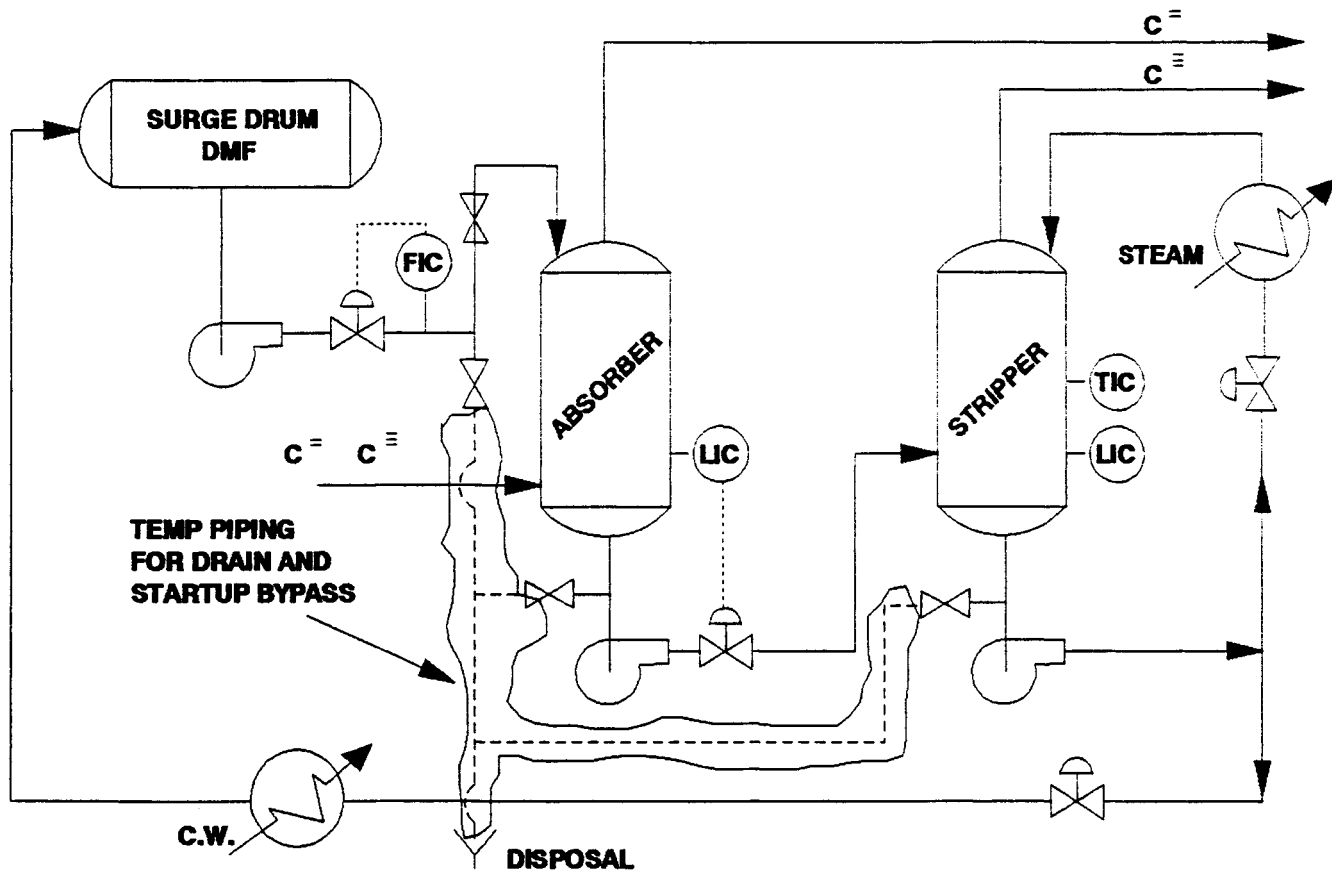 C =
C ≡
SURGE DRUM
DMF
FIC
STEAM
ABSORBER
STRIPPER
TIC
LIC
LIC
C = C ≡
TEMP PIPING
FOR DRAIN AND
STARTUP BYPASS
C.W.
DISPOSAL